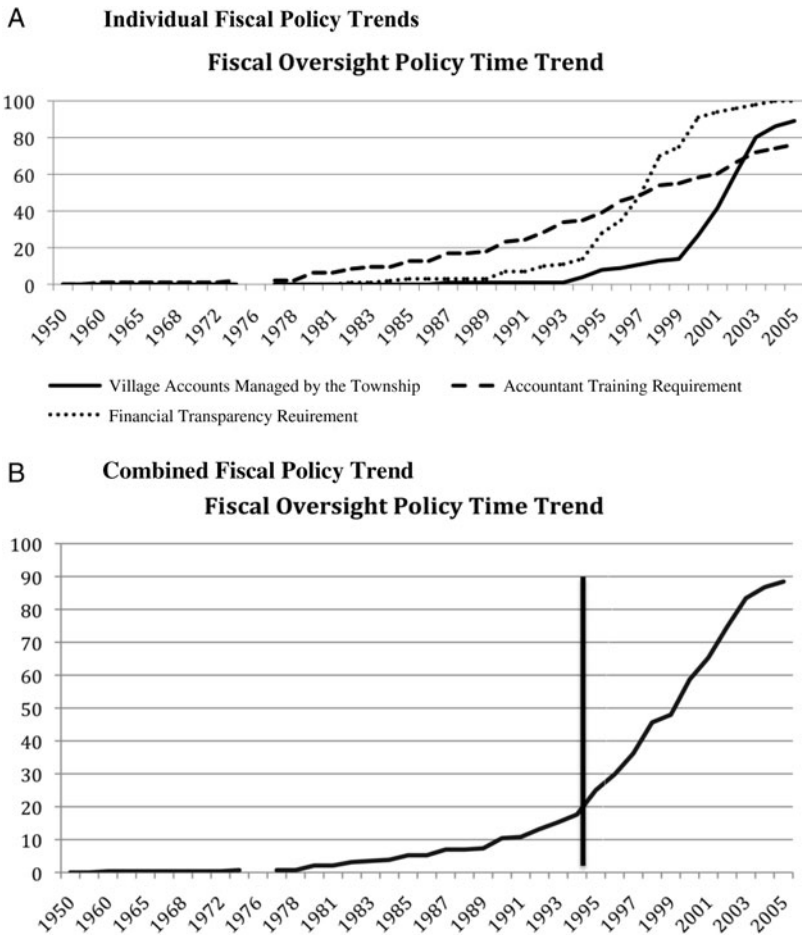 A Individual Fiscal Policy Trends
Fiscal Oversight Policy Time Trend
100
80
60
40
20
0
1950 1960 1965 1968 1972 1976 1978 1981 1983 1985 1987 1989 1991 1993 1995 1997 1999 2001 2003 2005
Village Accounts Managed by the Township Accountant Training Requirement
Financial Transparency Reuirement
B Combined Fiscal Policy Trend
Fiscal Oversight Policy Time Trend
100
90
80
70
60
50
40
30
20
10
0
1950 1960 1965 1968 1972 1976 1978 1981 1983 1985 1987 1989 1991 1993 1995 1997 1999 2001 2003 2005